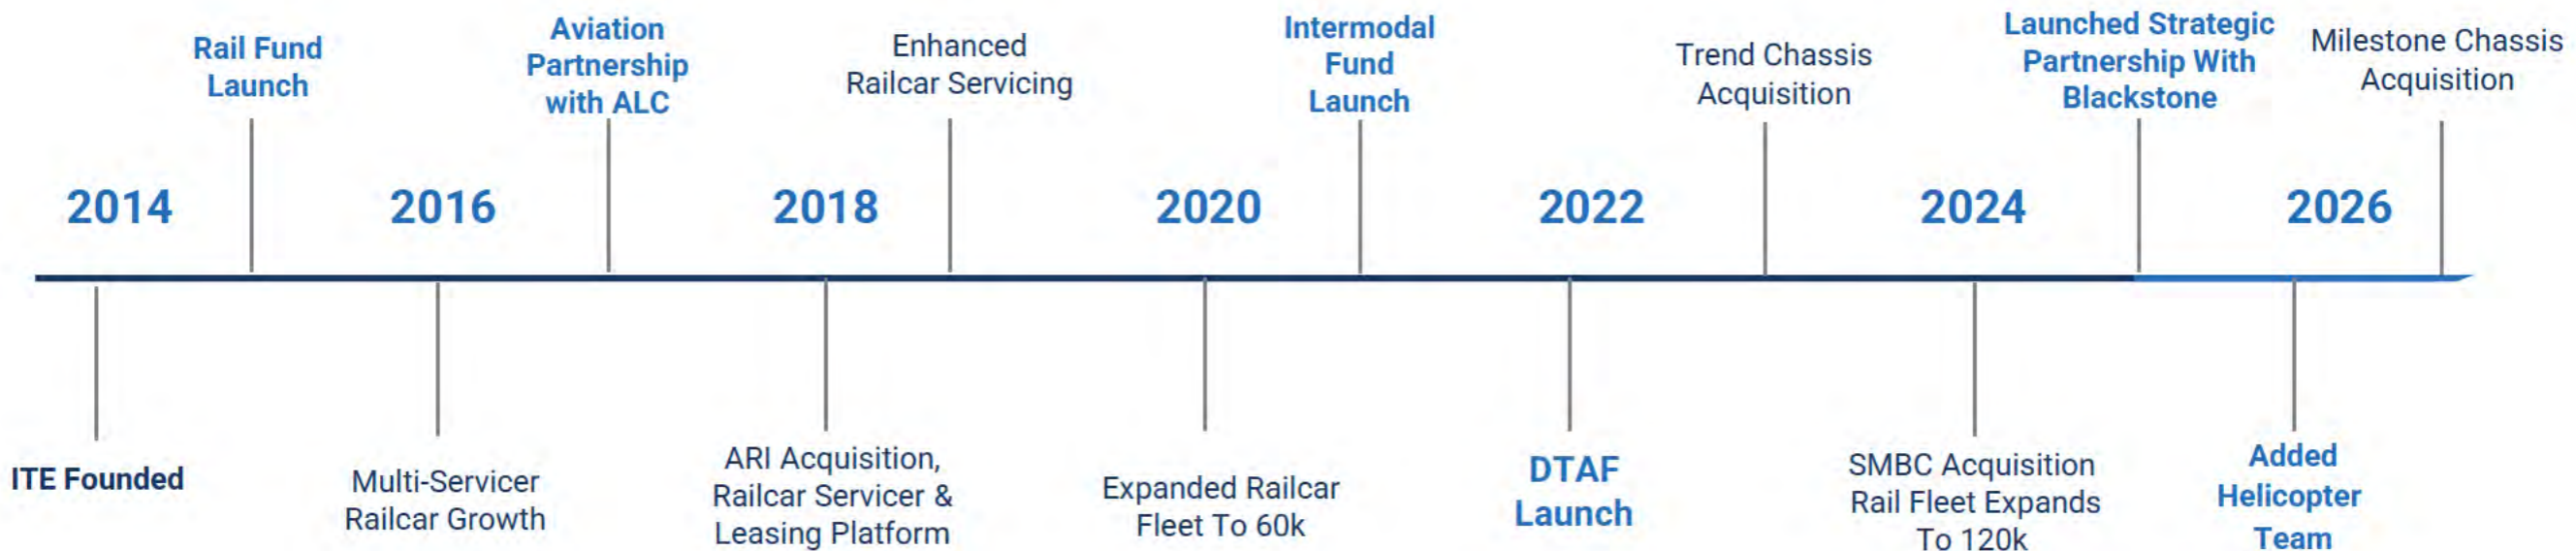 Rail Fund
Launch
Aviation
Partnership
with ALC
Enhanced
Railcar Servicing
Intermodal
Fund
Launch
Trend Chassis
Acquisition
Launched Strategic
Partnership With
Blackstone
Milestone Chassis
Acquisition
2014
2016
2018
2020
2022
2024
2026
ITE Founded
Multi-Servicer
Railcar Growth
ARI Acquisition,
Railcar Servicer &
Leasing Platform
Expanded Railcar
Fleet To 60k
DTAF
Launch
SMBC Acquisition
Rail Fleet Expands
To 120k
Added
Helicopter
Team